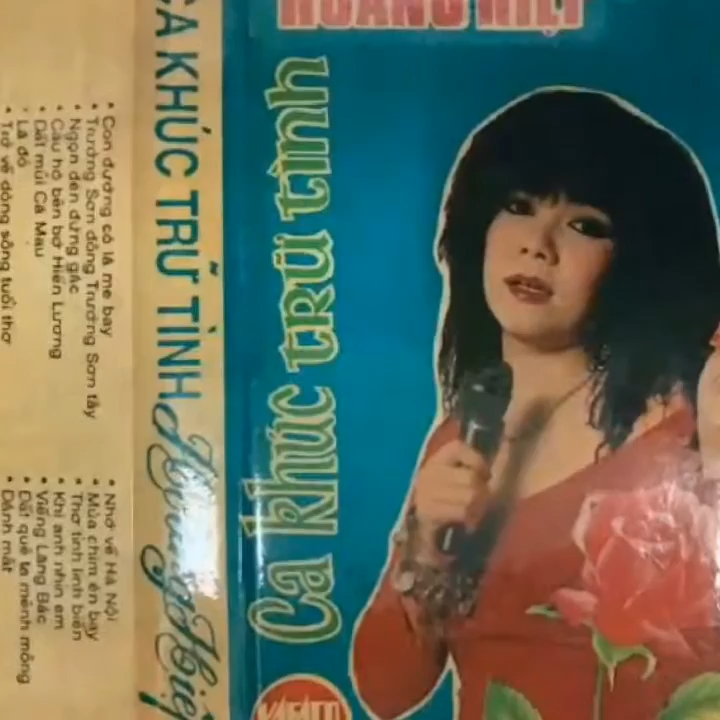 HOÀNG HIỆP
Ca khúc trữ tình
CA KHÚC TRỮ TÌNH Hoàng Hiệp
• Con đường có lá me bay
• Trường Sơn đông Trường Sơn tây
• Ngọn đèn đứng gác
• Câu hò bên bờ Hiền Lương
• Đất mũi Cà Mau
• Lá đỏ
• Trở về dòng sông tuổi thơ
• Nhớ về Hà Nội
• Mùa chim én bay
• Thơ tình lính biển
• Khi anh nhìn em
• Viếng Lăng Bác
• Đất quê ta mênh mông
• Đánh mất